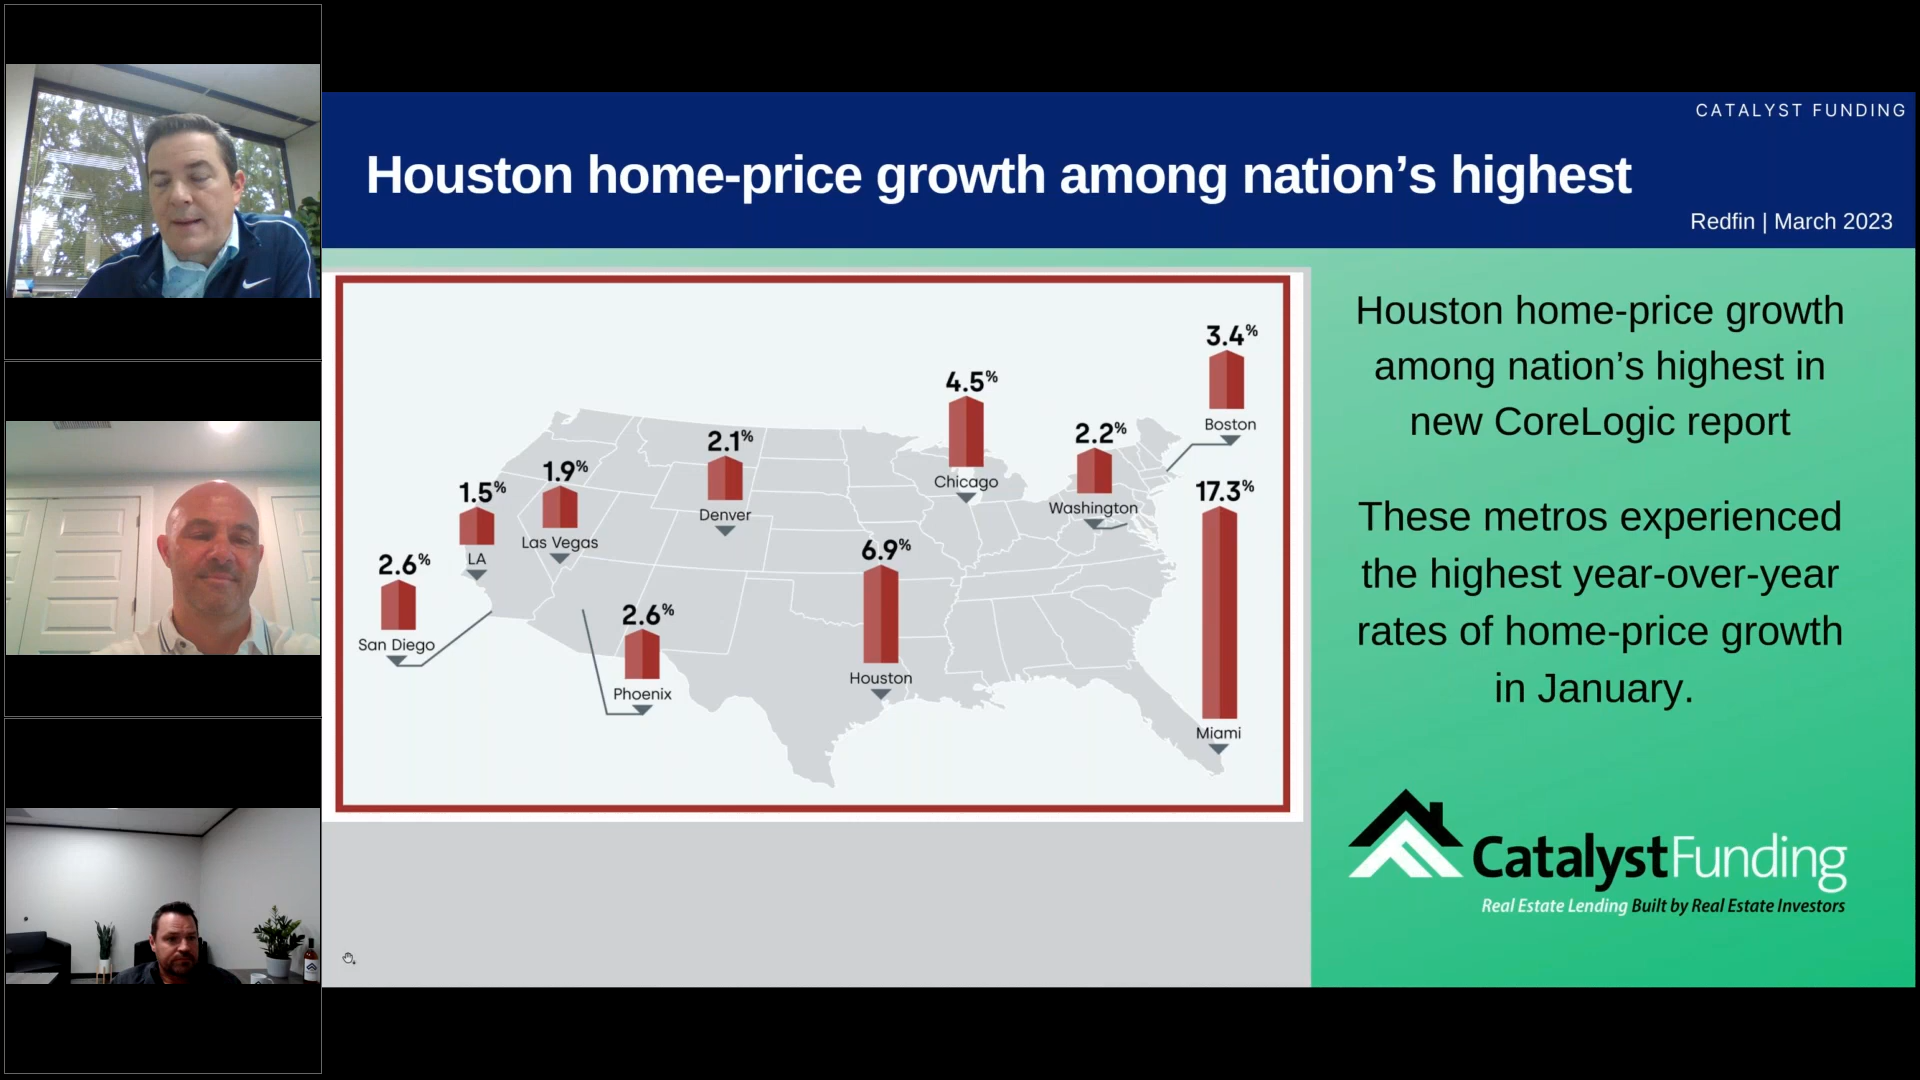 CATALYST FUNDING
Houston home-price growth among nation’s highest
Redfin | March 2023
3.4%
Boston
4.5%
Chicago
2.2%
Washington
2.1%
Denver
1.9%
Las Vegas
1.5%
LA
17.3%
Miami
6.9%
Houston
2.6%
San Diego
2.6%
Phoenix
Houston home-price growth
among nation’s highest in
new CoreLogic report
These metros experienced
the highest year-over-year
rates of home-price growth
in January.
CatalystFunding
Real Estate Lending Built by Real Estate Investors